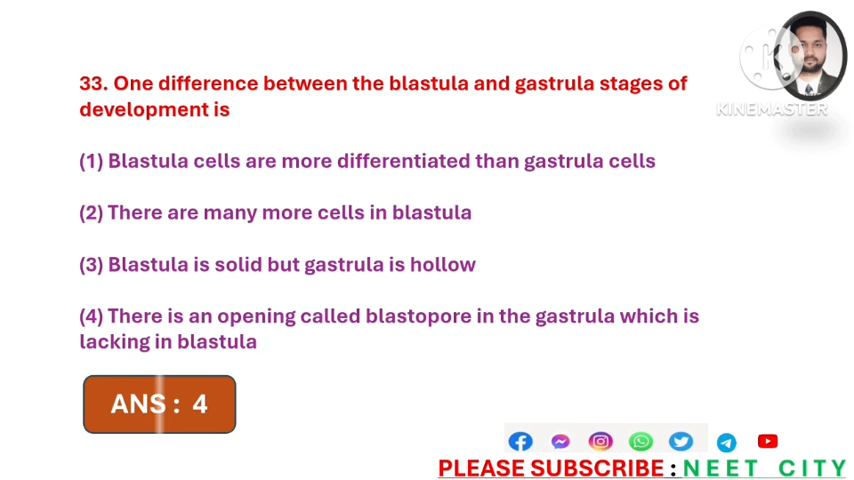 KINEMASTER
33. One difference between the blastula and gastrula stages of
development is
(1) Blastula cells are more differentiated than gastrula cells
(2) There are many more cells in blastula
(3) Blastula is solid but gastrula is hollow
(4) There is an opening called blastopore in the gastrula which is
lacking in blastula
ANS : 4
PLEASE SUBSCRIBE : NEET CITY